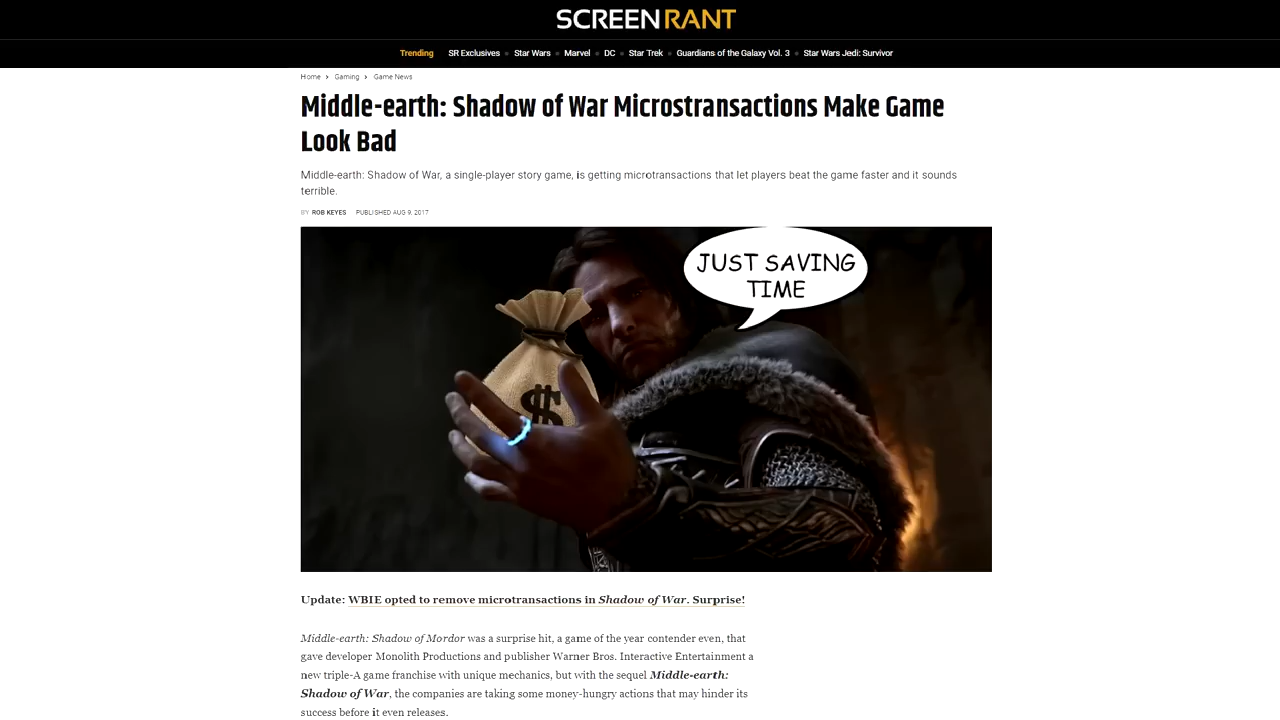 SCREENRANT
Trending SR Exclusives Star Wars Marvel DC Star Trek Guardians of the Galaxy Vol. 3 Star Wars Jedi: Survivor
Home > Gaming > Game News
Middle-earth: Shadow of War Microstransactions Make Game
Look Bad
Middle-earth: Shadow of War, a single-player story game, is getting microtransactions that let players beat the game faster and it sounds
terrible.
BY ROB KEYES PUBLISHED AUG 9, 2017
JUST SAVING
TIME
$
Update: WBIE opted to remove microtransactions in Shadow of War. Surprise!
Middle-earth: Shadow of Mordor was a surprise hit, a game of the year contender even, that
gave developer Monolith Productions and publisher Warner Bros. Interactive Entertainment a
new triple-A game franchise with unique mechanics, but with the sequel Middle-earth:
Shadow of War, the companies are taking some money-hungry actions that may hinder its
success before it even releases.